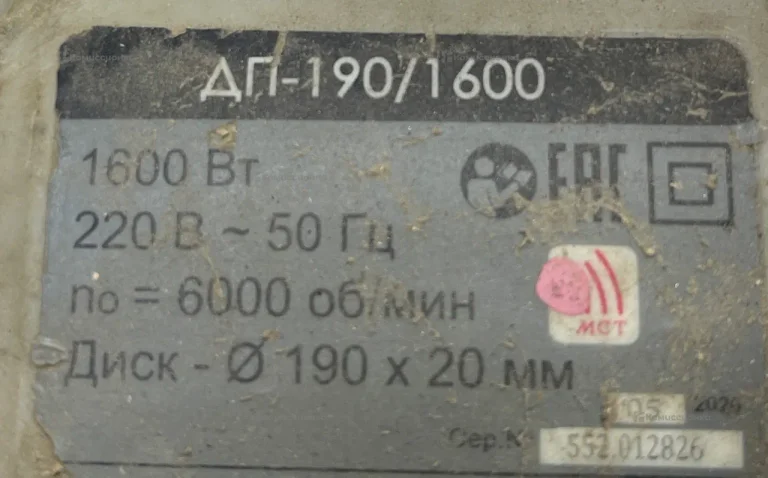 ДП-190/1600
1600 Вт
220 В ~ 50 Гц
EAC
no = 6000 об/мин
МСТ
Диск - Ø 190 x 20 мм
05 2020
Сер.№ 552.012826